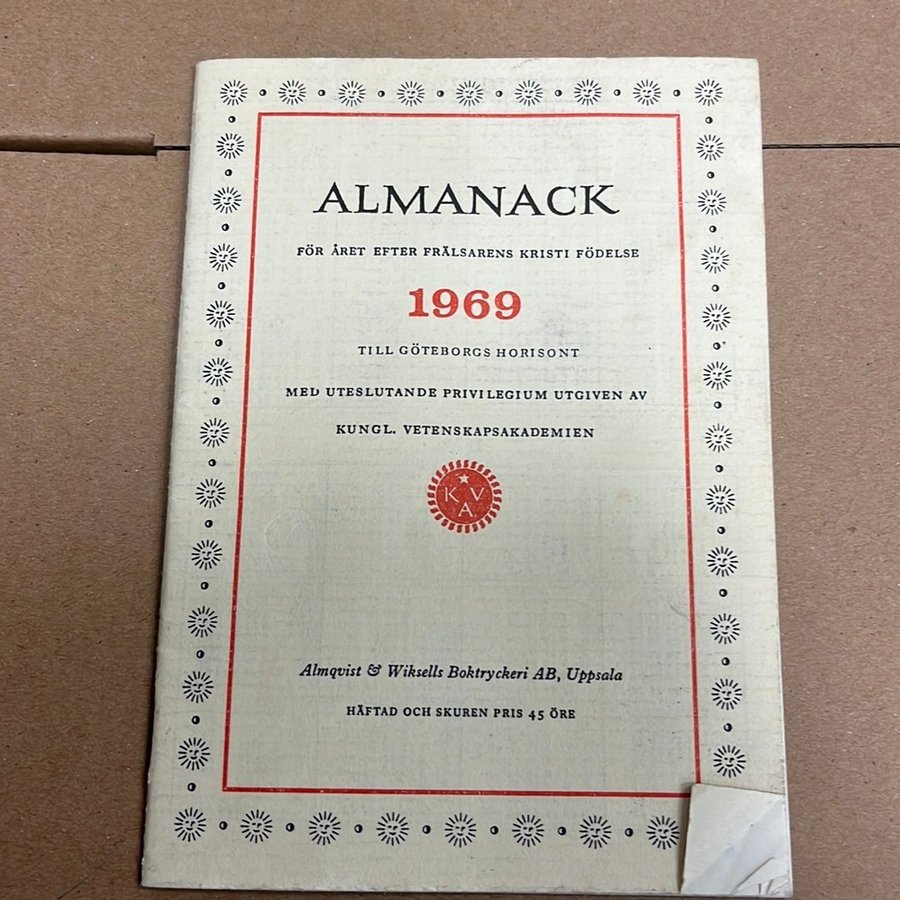 ALMANACK
FÖR ÅRET EFTER FRÄLSARENS KRISTI FÖDELSE
1969
TILL GÖTEBORGS HORISONT
MED UTESLUTANDE PRIVILEGIUM UTGIVEN AV
KUNGL. VETENSKAPSAKADEMIEN
K V
A
Almqvist & Wiksells Boktryckeri AB, Uppsala
HÄFTAD OCH SKUREN PRIS 45 ÖRE